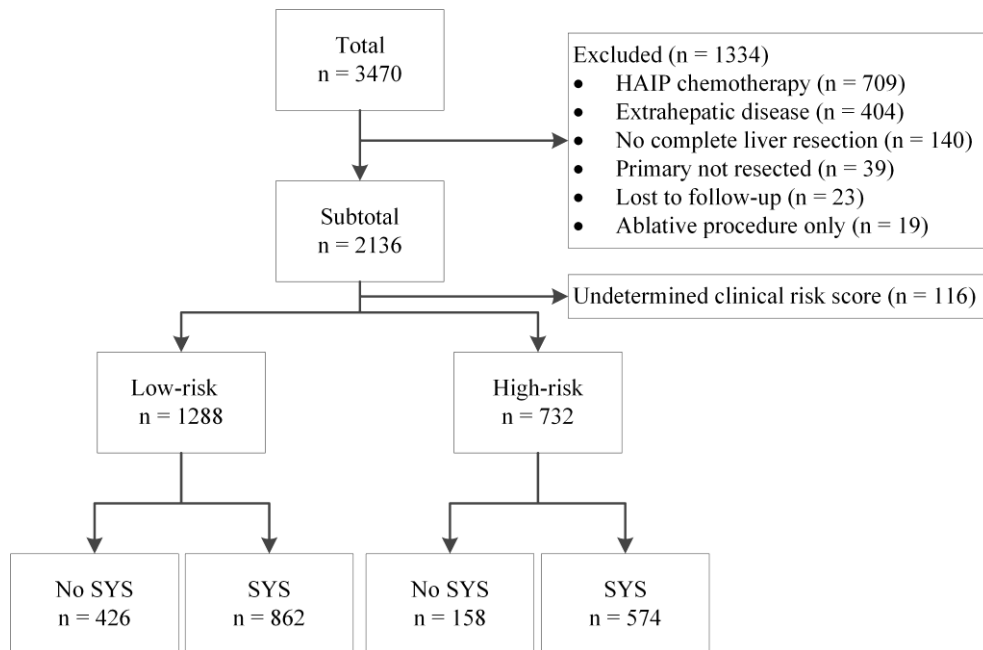 Total
n = 3470
Excluded (n = 1334)
• HAIP chemotherapy (n = 709)
• Extrahepatic disease (n = 404)
• No complete liver resection (n = 140)
• Primary not resected (n = 39)
• Lost to follow-up (n = 23)
• Ablative procedure only (n = 19)
Subtotal
n = 2136
Undetermined clinical risk score (n = 116)
Low-risk
n = 1288
High-risk
n = 732
No SYS
n = 426
SYS
n = 862
No SYS
n = 158
SYS
n = 574